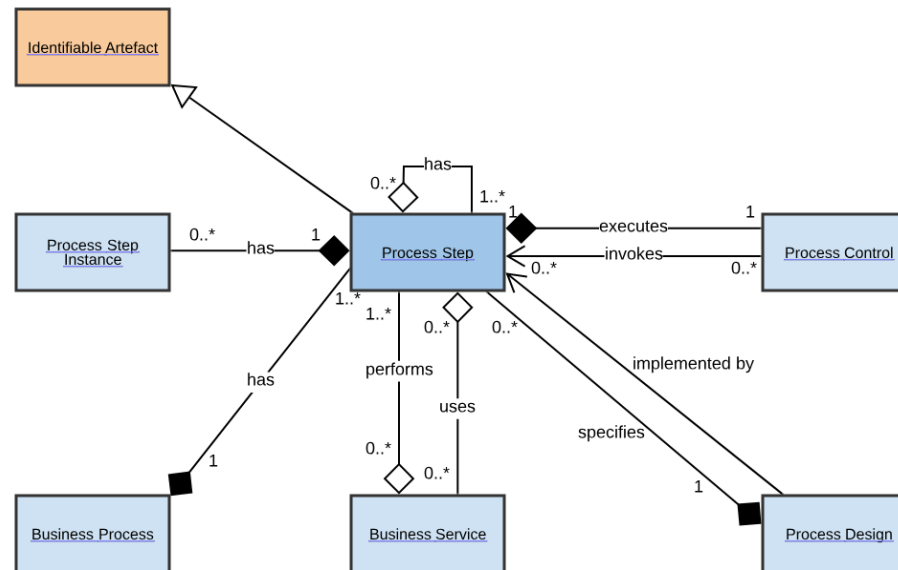 Identifiable Artefact
has
0..*
1..*
1
executes
1
0..*
has
1
Process Step
Instance
Process Step
Process Control
invokes
0..*
0..*
1..*
1..*
0..*
0..*
performs
implemented by
has
uses
specifies
0..*
0..*
1
1
Business Process
Business Service
Process Design